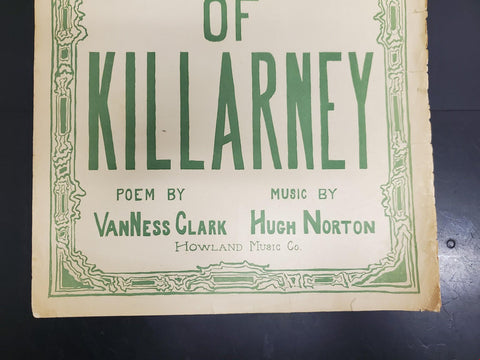 OF
KILLARNEY
POEM BY MUSIC BY
VANNESS CLARK HUGH NORTON
HOWLAND MUSIC CO.